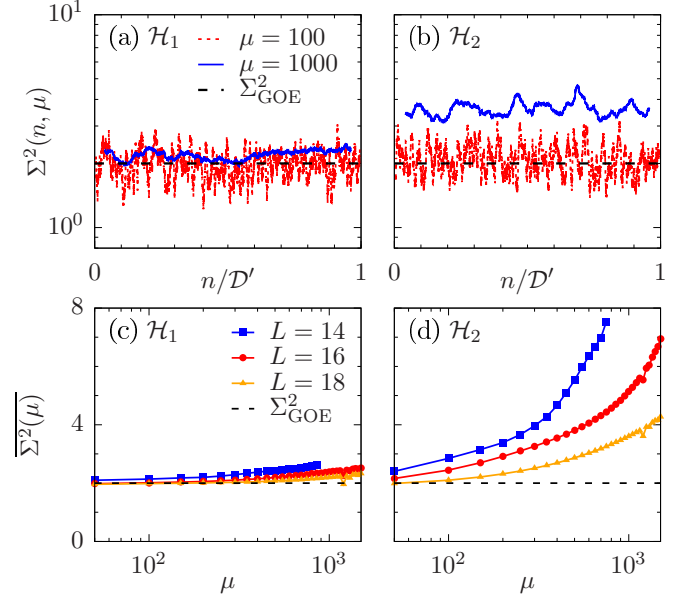 10¹
(a) ℋ₁
μ = 100
μ = 1000
Σ²_GOE
(b) ℋ₂
Σ²(n, μ)
10⁰
0
n/𝒟′
1
0
n/𝒟′
1
8
(c) ℋ₁
L = 14
L = 16
L = 18
Σ²_GOE
(d) ℋ₂
Σ²(μ)
4
0
10²
10³
10²
10³
μ
μ